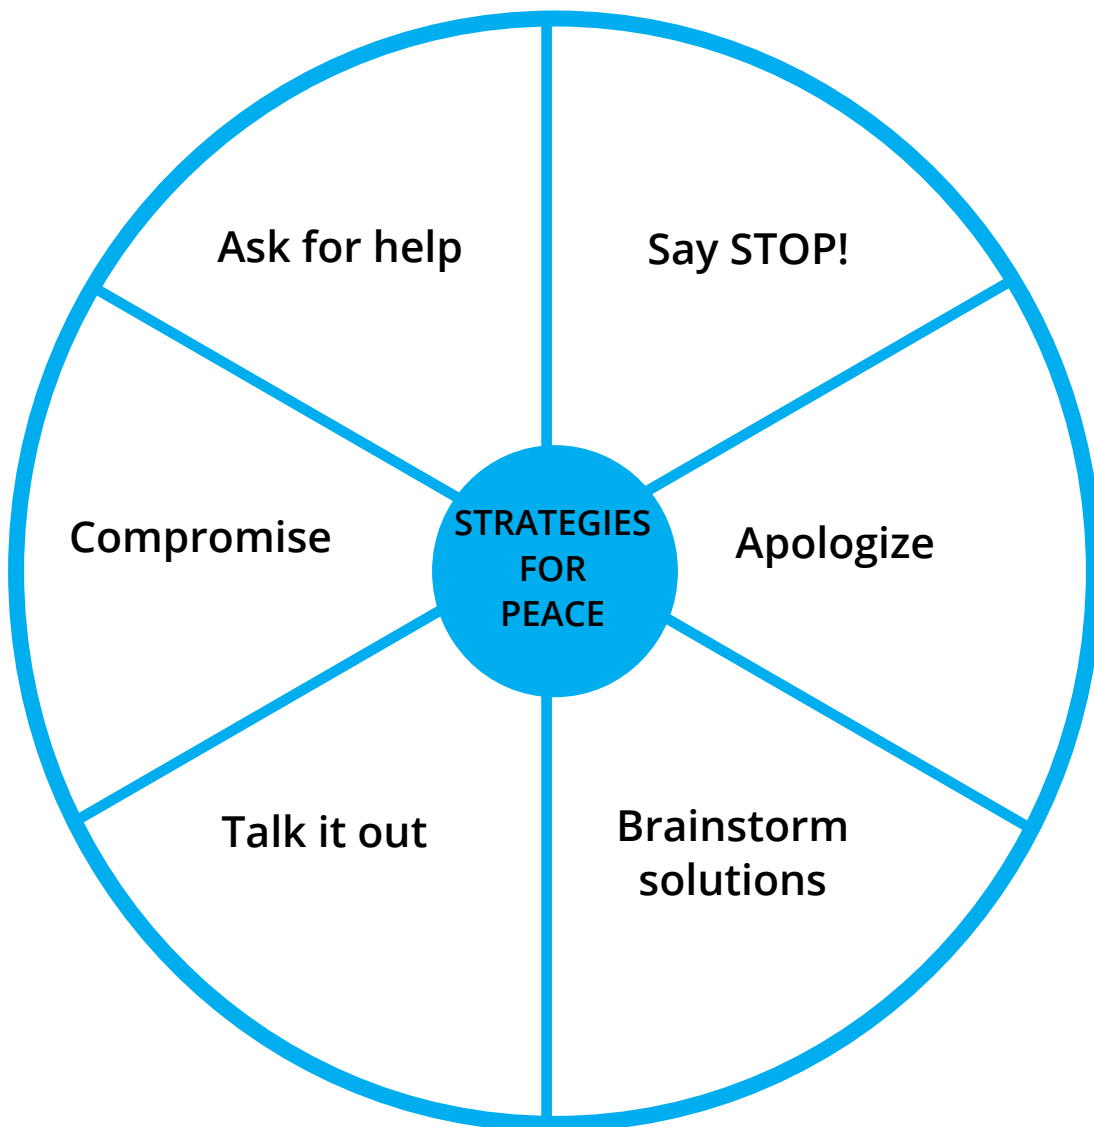 Ask for help
Say STOP!
Compromise
STRATEGIES
FOR
PEACE
Apologize
Talk it out
Brainstorm
solutions